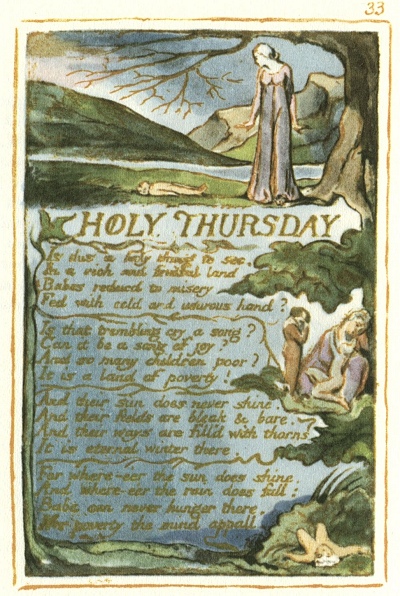 33
HOLY THURSDAY
Is this a holy thing to see.
In a rich and fruitful land
Babes reducd to misery
Fed with cold and usurous hand?
Is that trembling cry a song?
Can it be a song of joy?
And so many children poor?
It is a land of poverty!
And their sun does never shine.
And their fields are bleak & bare.
And their ways are fill'd with thorns
It is eternal winter there.
For where-eer the sun does shine.
And where-eer the rain does fall:
Babe can never hunger there.
Nor poverty the mind appall.